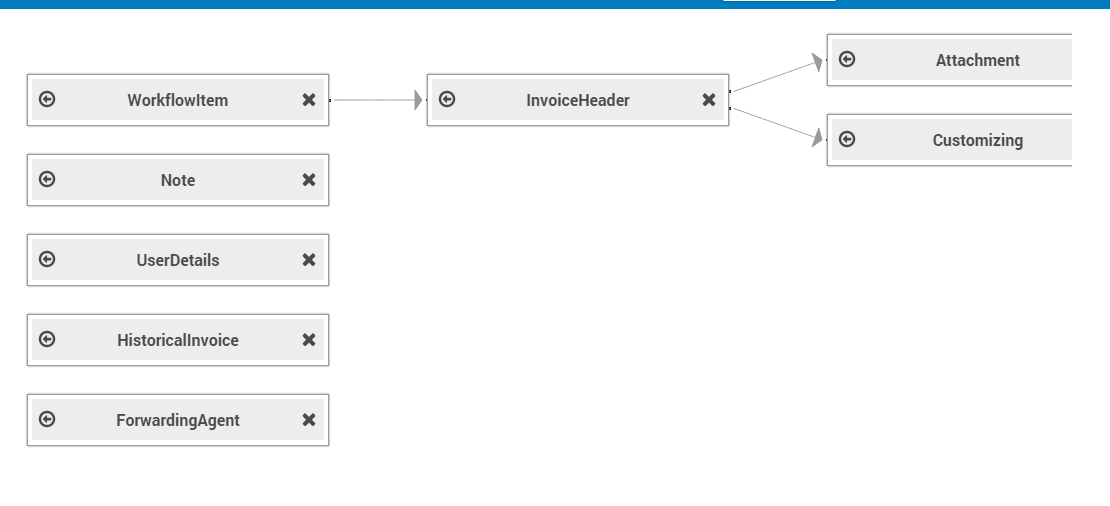 WorkflowItem
InvoiceHeader
Attachment
Customizing
Note
UserDetails
HistoricalInvoice
ForwardingAgent